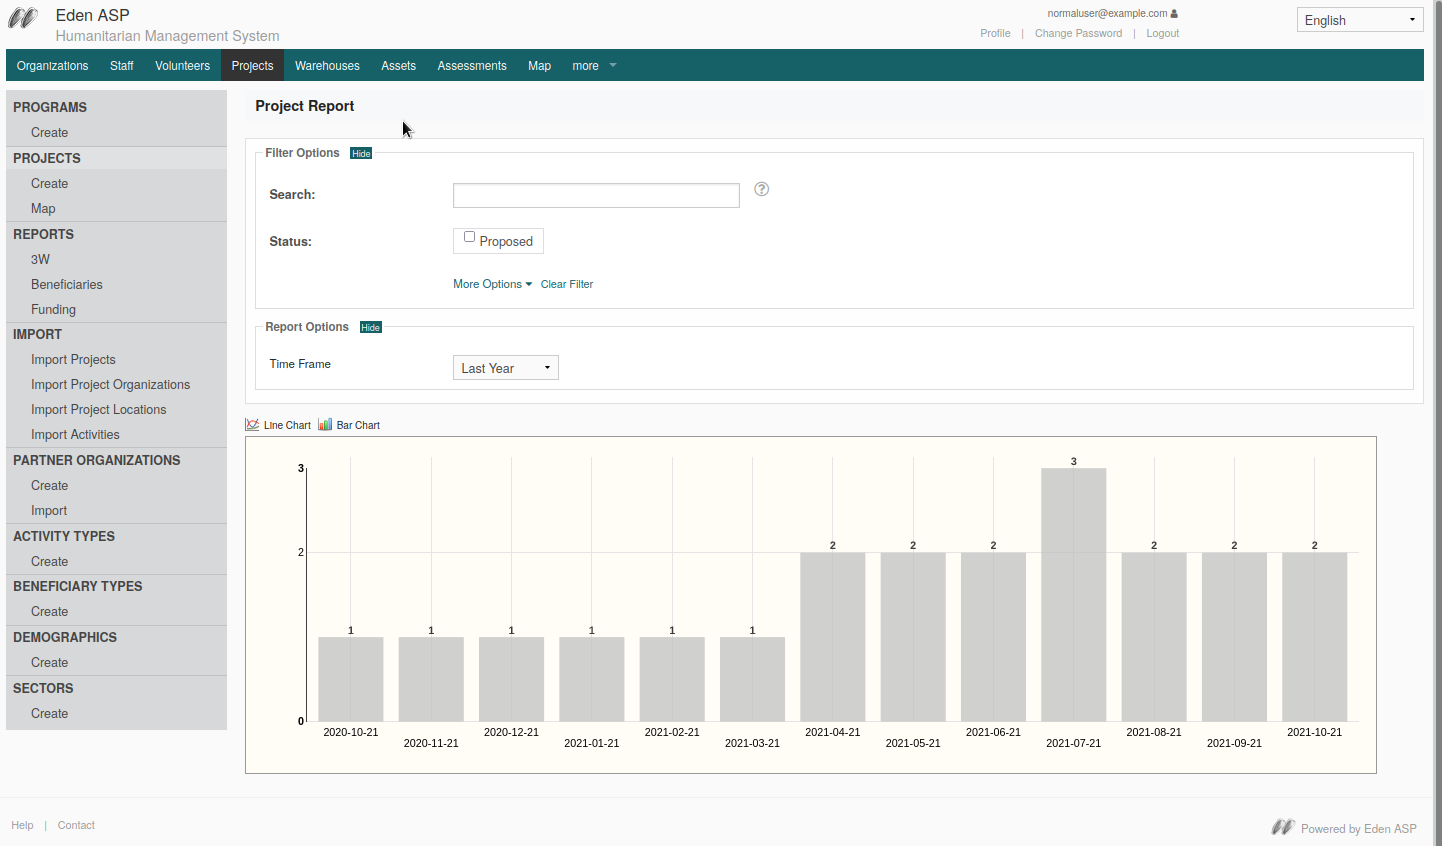 Eden ASP
Humanitarian Management System
normaluser@example.com
Profile | Change Password | Logout
English
Organizations Staff Volunteers Projects Warehouses Assets Assessments Map more
PROGRAMS
Create
PROJECTS
Create
Map
REPORTS
3W
Beneficiaries
Funding
IMPORT
Import Projects
Import Project Organizations
Import Project Locations
Import Activities
PARTNER ORGANIZATIONS
Create
Import
ACTIVITY TYPES
Create
BENEFICIARY TYPES
Create
DEMOGRAPHICS
Create
SECTORS
Create
Project Report
Filter Options Hide
Search: ?
Status: Proposed
More Options Clear Filter
Report Options Hide
Time Frame Last Year
Line Chart Bar Chart
3
2
0
1 1 1 1 1 1 2 2 2 3 2 2 2
2020-10-21 2020-11-21 2020-12-21 2021-01-21 2021-02-21 2021-03-21 2021-04-21 2021-05-21 2021-06-21 2021-07-21 2021-08-21 2021-09-21 2021-10-21
Help | Contact
Powered by Eden ASP